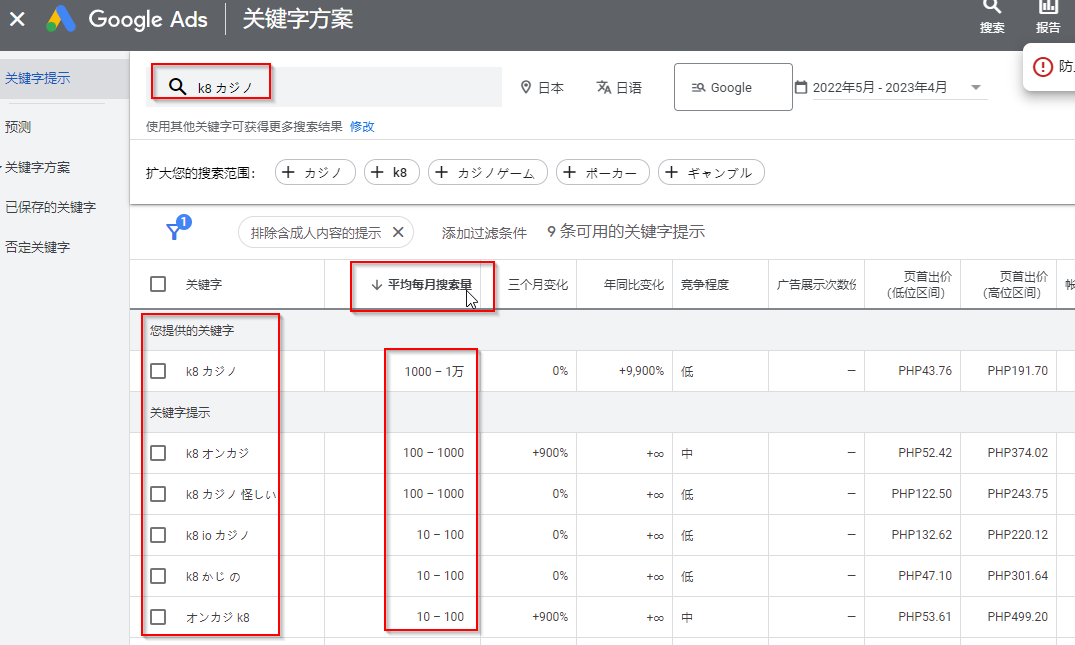 Google Ads 关键字方案
搜索
报告
关键字提示
预测
关键字方案
已保存的关键字
否定关键字
k8 カジノ
日本
日语
Google
2022年5月 - 2023年4月
使用其他关键字可获得更多搜索结果 修改
扩大您的搜索范围：
カジノ
k8
カジノゲーム
ポーカー
ギャンブル
1
排除含成人内容的提示
添加过滤条件
9 条可用的关键字提示
关键字 平均每月搜索量 三个月变化 年同比变化 竞争程度 广告展示次数份 页首出价 (低位区间) 页首出价 (高位区间)
您提供的关键字
k8 カジノ 1000 – 1万 0% +9,900% 低 – PHP43.76 PHP191.70
关键字提示
k8 オンカジ 100 – 1000 +900% +∞ 中 – PHP52.42 PHP374.02
k8 カジノ 怪しい 100 – 1000 0% +∞ 低 – PHP122.50 PHP243.75
k8 io カジノ 10 – 100 0% +∞ 低 – PHP132.62 PHP220.12
k8 かじ の 10 – 100 0% +∞ 低 – PHP47.10 PHP301.64
オンカジ k8 10 – 100 +900% +∞ 中 – PHP53.61 PHP499.20